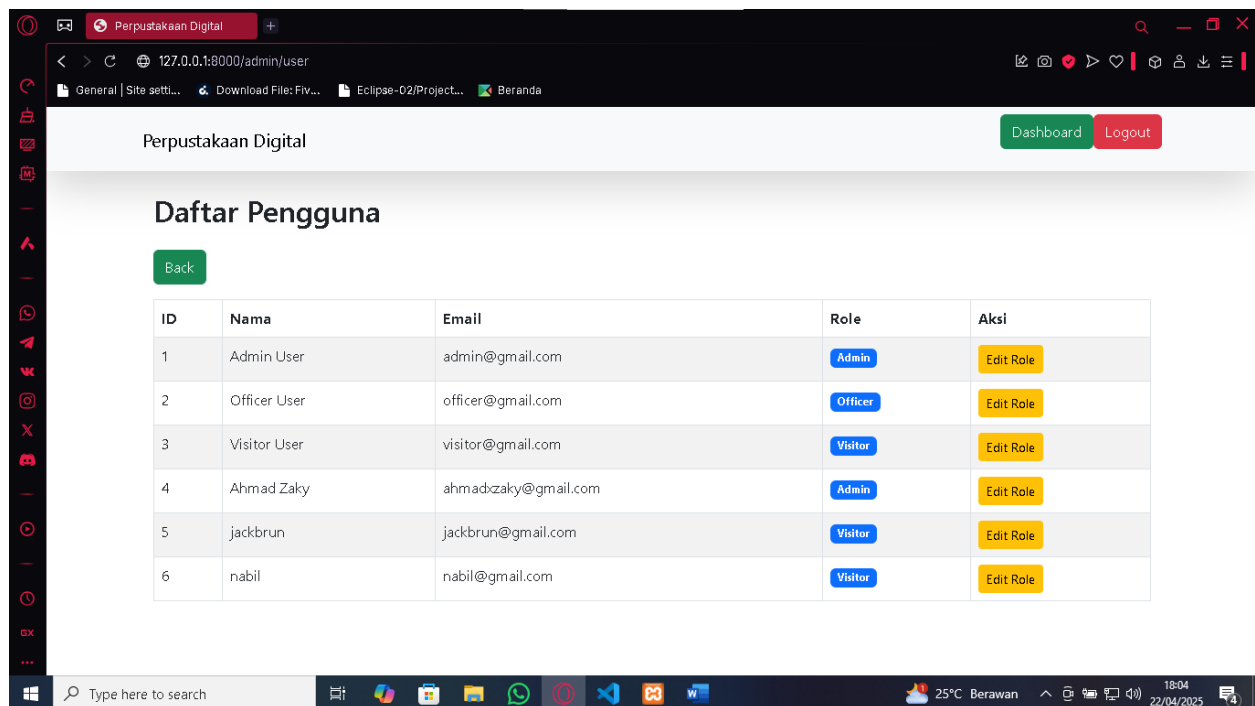 Perpustakaan Digital
127.0.0.1:8000/admin/user
General | Site setti... Download File: Fiv... Eclipse-02/Project... Beranda
Perpustakaan Digital Dashboard Logout
Daftar Pengguna
Back
ID Nama Email Role Aksi
1 Admin User admin@gmail.com Admin Edit Role
2 Officer User officer@gmail.com Officer Edit Role
3 Visitor User visitor@gmail.com Visitor Edit Role
4 Ahmad Zaky ahmadxzaky@gmail.com Admin Edit Role
5 jackbrun jackbrun@gmail.com Visitor Edit Role
6 nabil nabil@gmail.com Visitor Edit Role
GX
Type here to search 25°C Berawan 18:04
22/04/2025 4